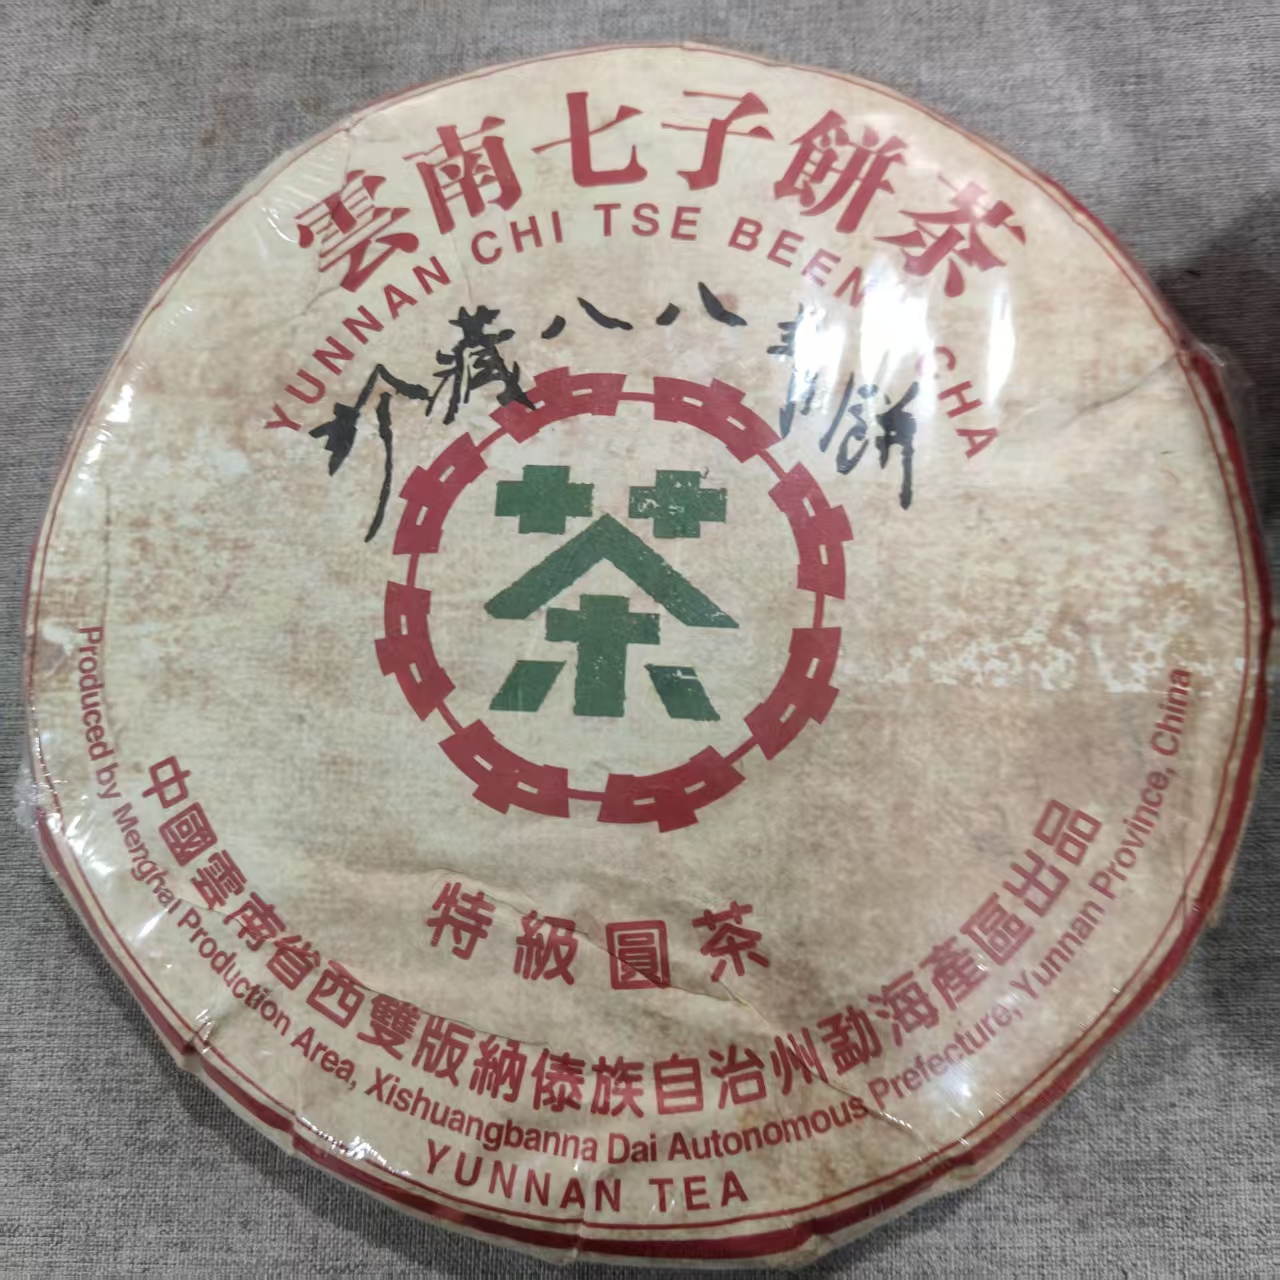 雲南七子餅茶
YUNNAN CHI TSE BEEN CHA
珍藏八八青餅
茶
特級圓茶
中國雲南省西雙版納傣族自治州勐海產區出品
Produced by Menghai Production Area, Xishuangbanna Dai Autonomous Prefecture, Yunnan Province, China
YUNNAN TEA